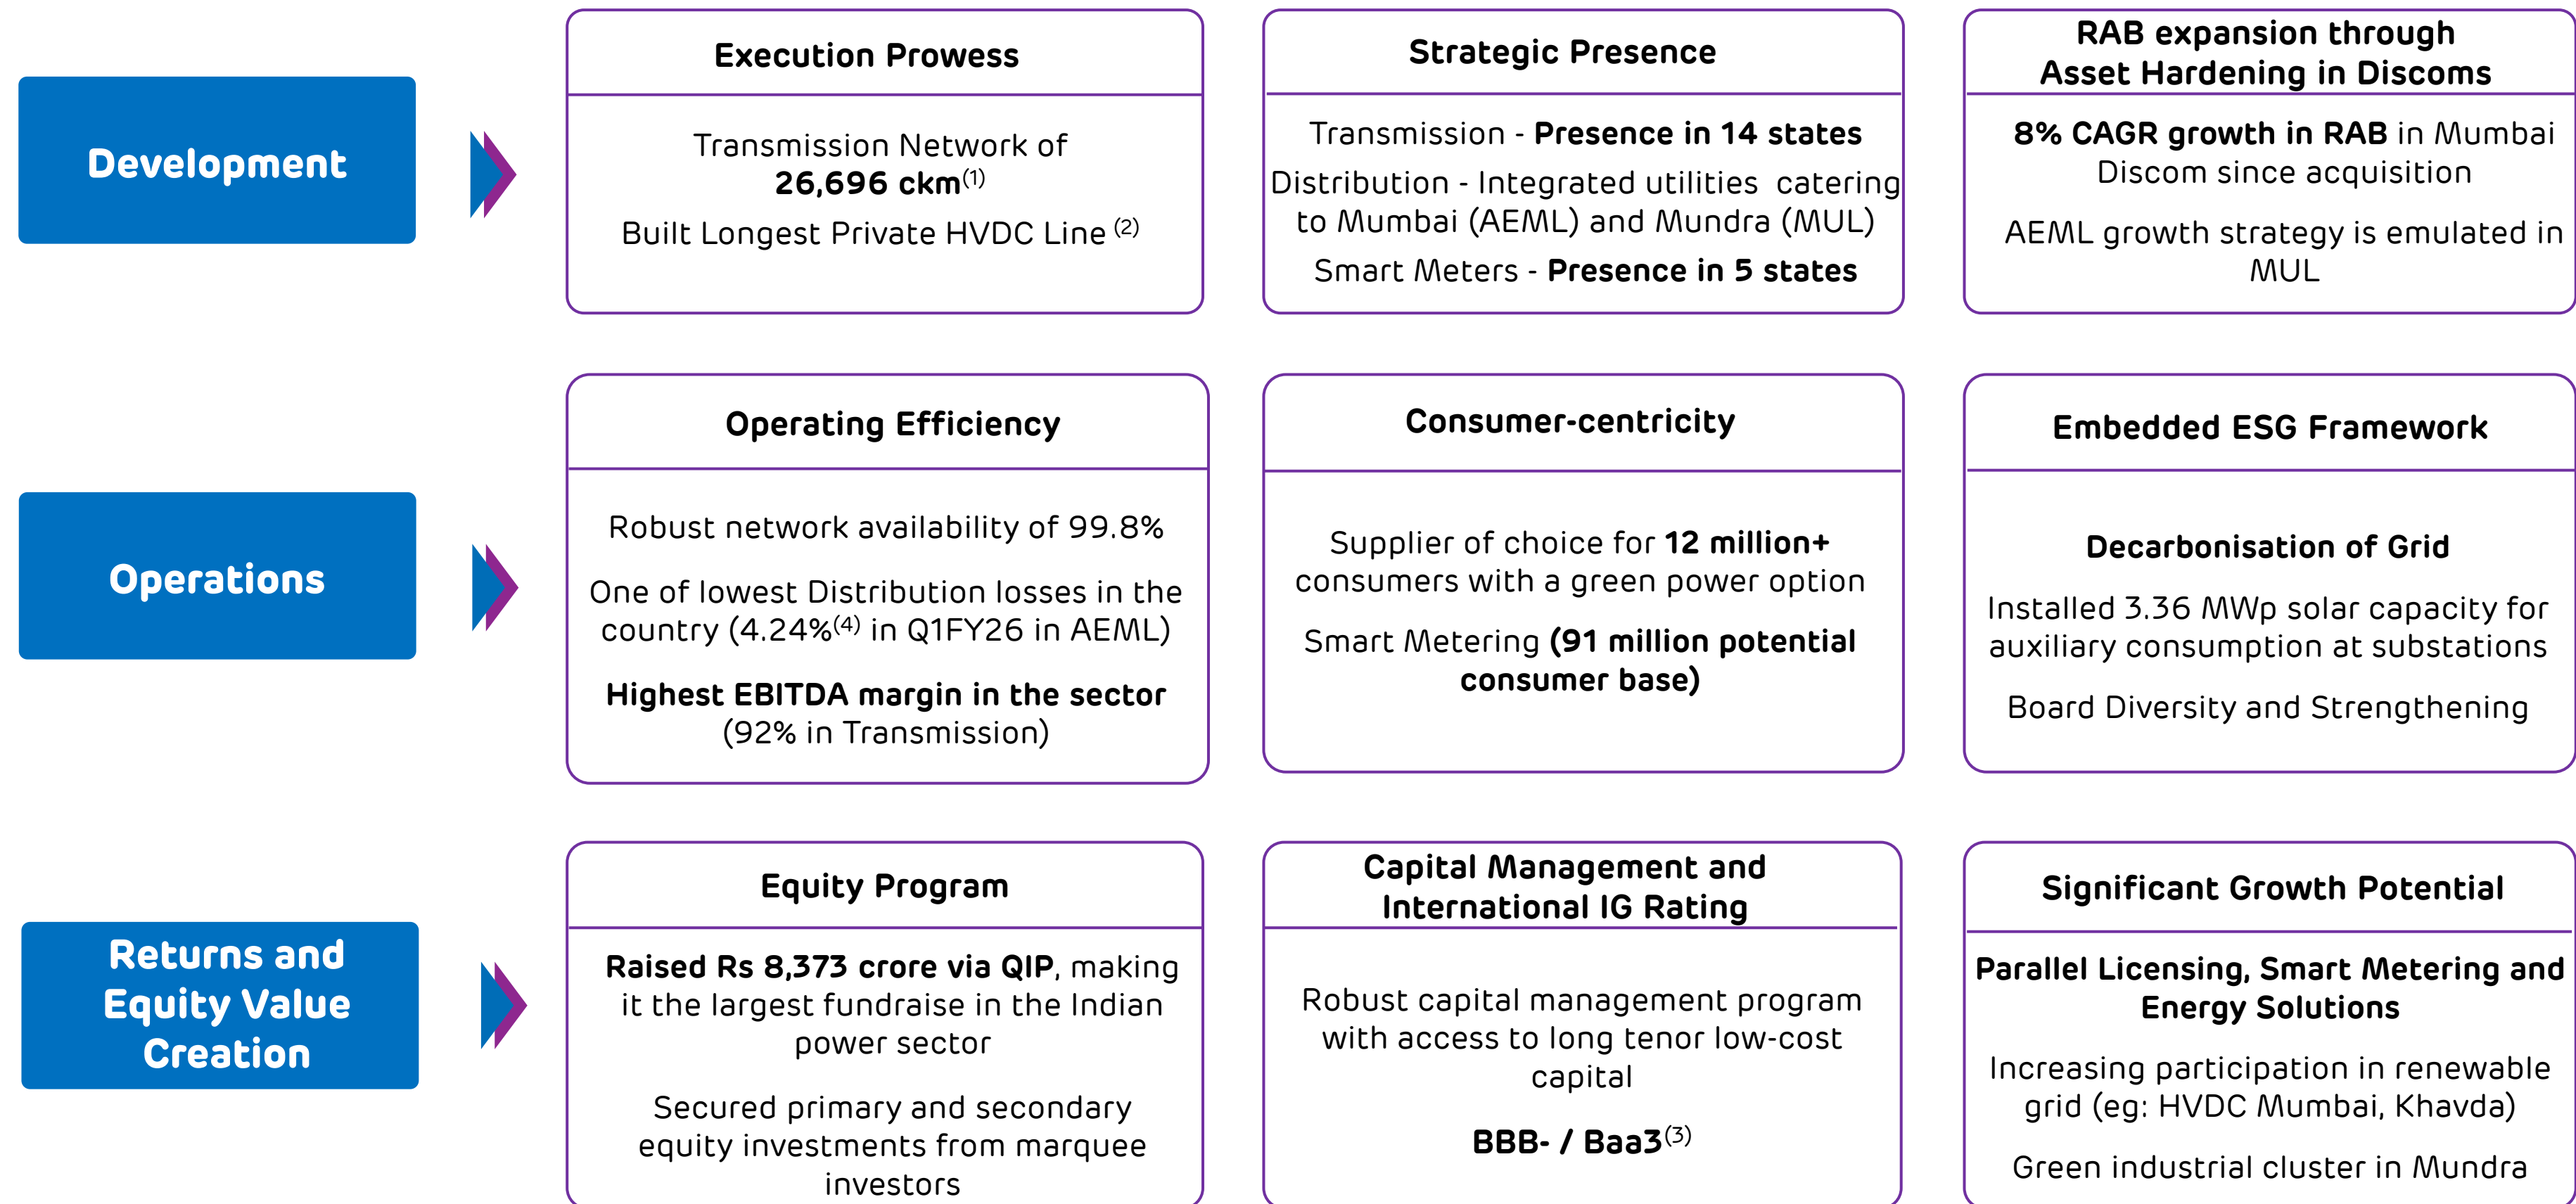 Development
Execution Prowess
Transmission Network of
26,696 ckm(1)
Built Longest Private HVDC Line (2)
Strategic Presence
Transmission - Presence in 14 states
Distribution - Integrated utilities catering
to Mumbai (AEML) and Mundra (MUL)
Smart Meters - Presence in 5 states
RAB expansion through
Asset Hardening in Discoms
8% CAGR growth in RAB in Mumbai
Discom since acquisition
AEML growth strategy is emulated in
MUL
Operations
Operating Efficiency
Robust network availability of 99.8%
One of lowest Distribution losses in the
country (4.24%(4) in Q1FY26 in AEML)
Highest EBITDA margin in the sector
(92% in Transmission)
Consumer-centricity
Supplier of choice for 12 million+
consumers with a green power option
Smart Metering (91 million potential
consumer base)
Embedded ESG Framework
Decarbonisation of Grid
Installed 3.36 MWp solar capacity for
auxiliary consumption at substations
Board Diversity and Strengthening
Returns and
Equity Value
Creation
Equity Program
Raised Rs 8,373 crore via QIP, making
it the largest fundraise in the Indian
power sector
Secured primary and secondary
equity investments from marquee
investors
Capital Management and
International IG Rating
Robust capital management program
with access to long tenor low-cost
capital
BBB- / Baa3(3)
Significant Growth Potential
Parallel Licensing, Smart Metering and
Energy Solutions
Increasing participation in renewable
grid (eg: HVDC Mumbai, Khavda)
Green industrial cluster in Mundra